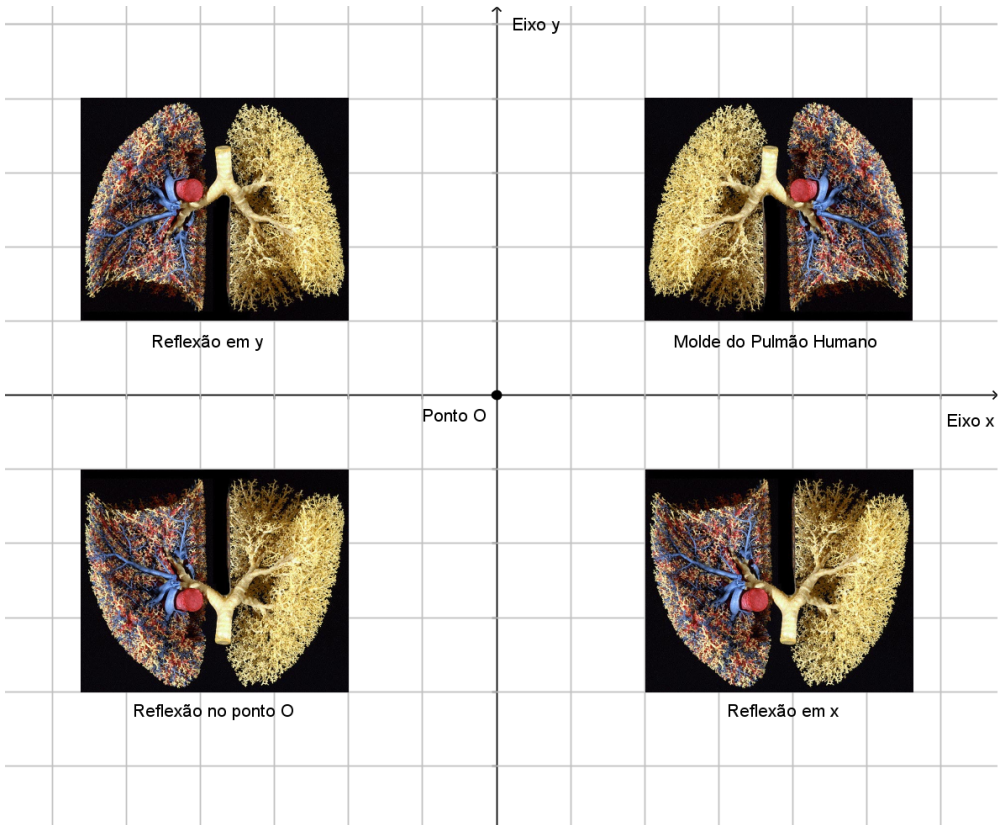 Eixo y
Reflexão em y
Molde do Pulmão Humano
Ponto O
Eixo x
Reflexão no ponto O
Reflexão em x